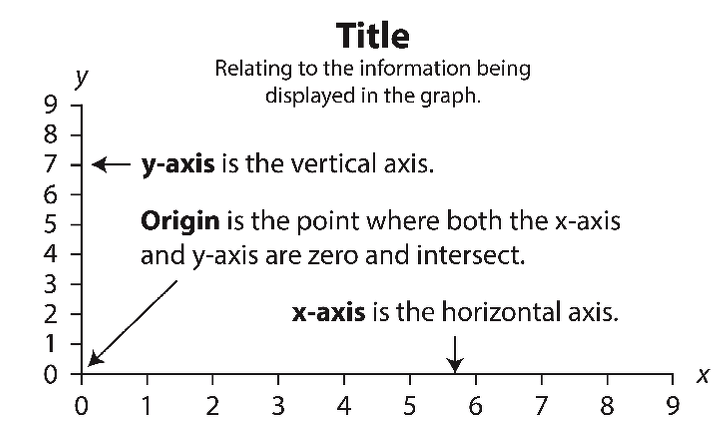 Title
Relating to the information being
displayed in the graph.
y
9
8
7
y-axis is the vertical axis.
6
5
Origin is the point where both the x-axis
4
and y-axis are zero and intersect.
3
2
x-axis is the horizontal axis.
1
0
x
0 1 2 3 4 5 6 7 8 9